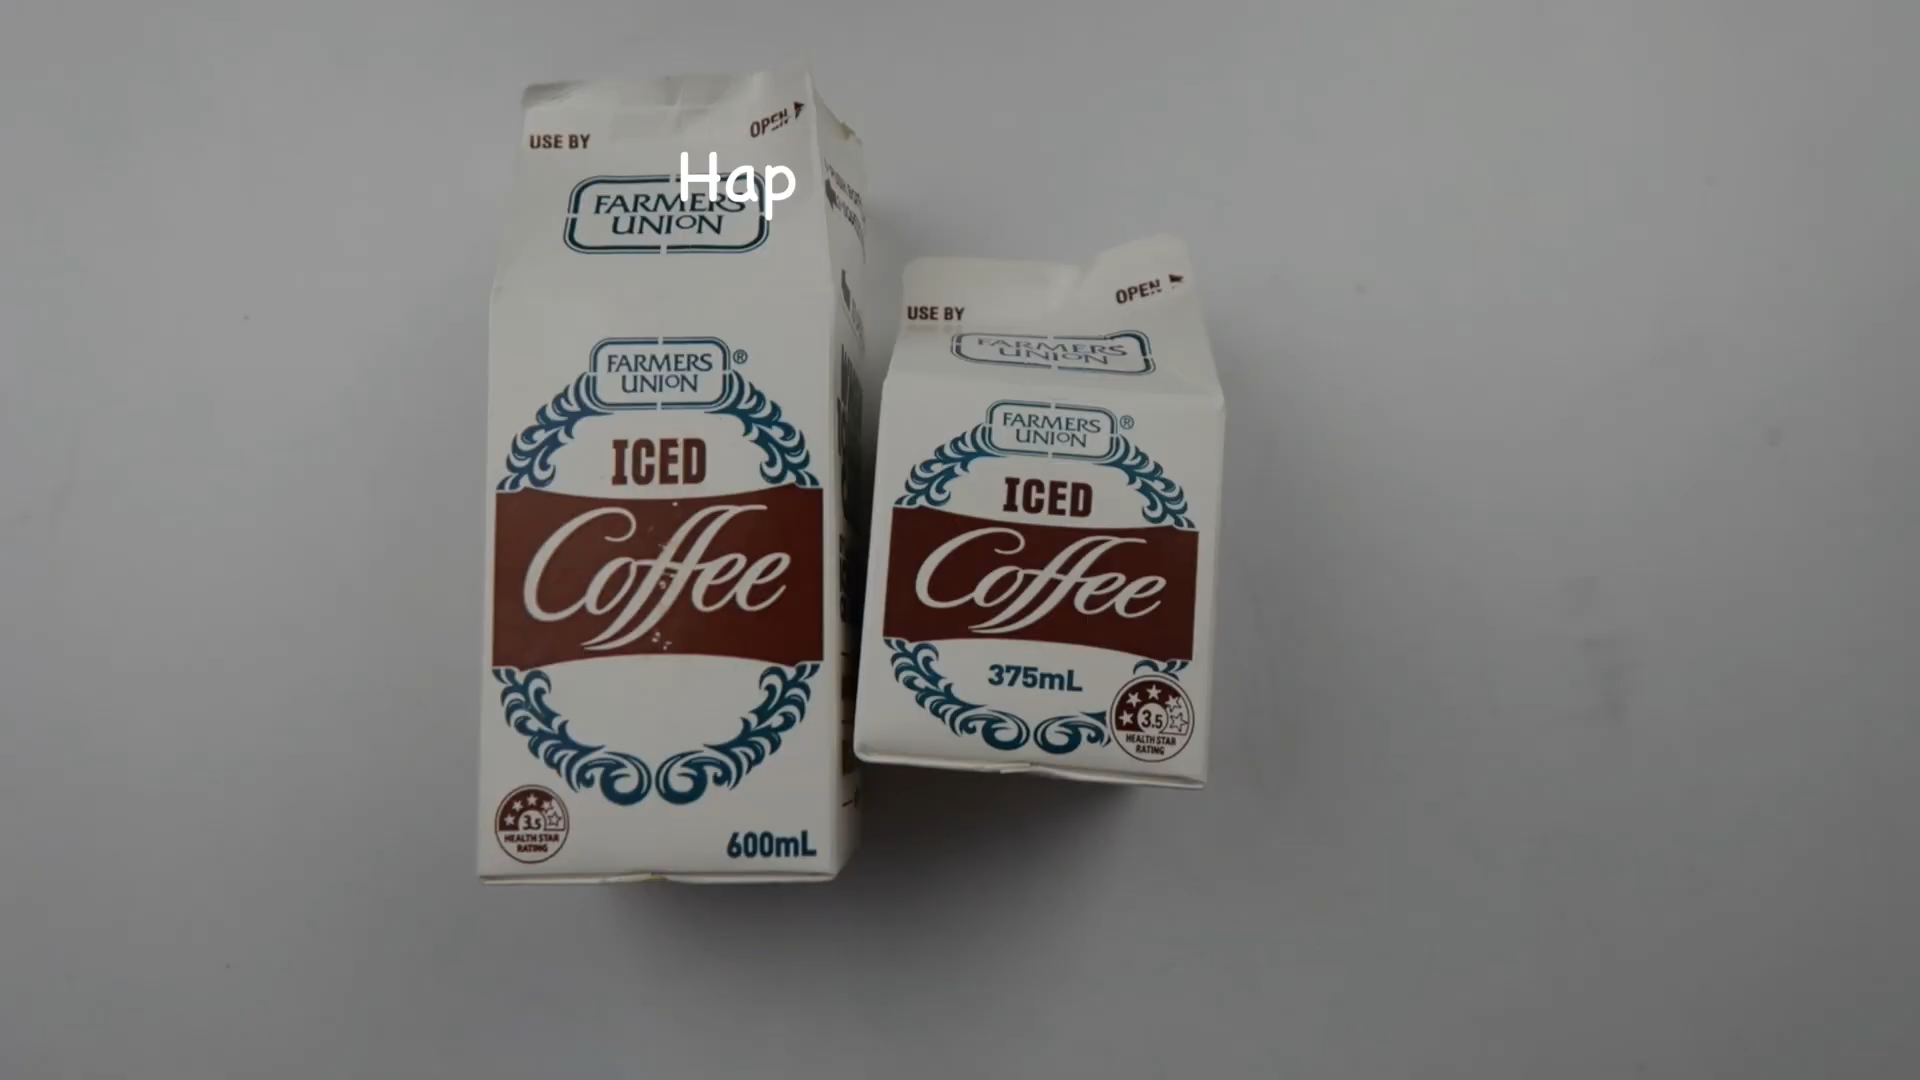 USE BY
OPEN
Hap
FARMERS
UNION
FARMERS
UNION
®
ICED
Coffee
3.5
HEALTH STAR
RATING
600mL
USE BY
OPEN
FARMERS
UNION
FARMERS
UNION
®
ICED
Coffee
375mL
3.5
HEALTH STAR
RATING